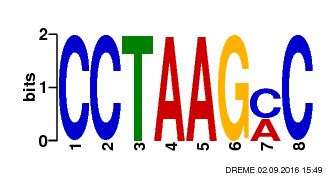 2
1
0
bits
CCTAAGCC
A
1 2 3 4 5 6 7 8
DREME 02.09.2016 15:49